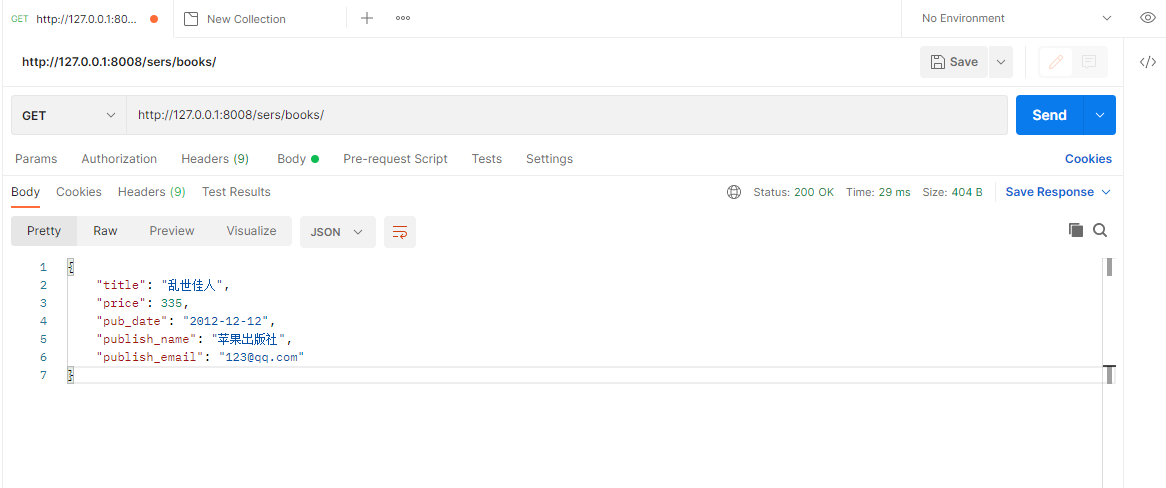 GET http://127.0.0.1:80... New Collection No Environment
http://127.0.0.1:8008/sers/books/ Save
GET http://127.0.0.1:8008/sers/books/ Send
Params Authorization Headers (9) Body Pre-request Script Tests Settings Cookies
Body Cookies Headers (9) Test Results Status: 200 OK Time: 29 ms Size: 404 B Save Response
Pretty Raw Preview Visualize JSON
1 {
2 "title": "乱世佳人",
3 "price": 335,
4 "pub_date": "2012-12-12",
5 "publish_name": "苹果出版社",
6 "publish_email": "123@qq.com"
7 }